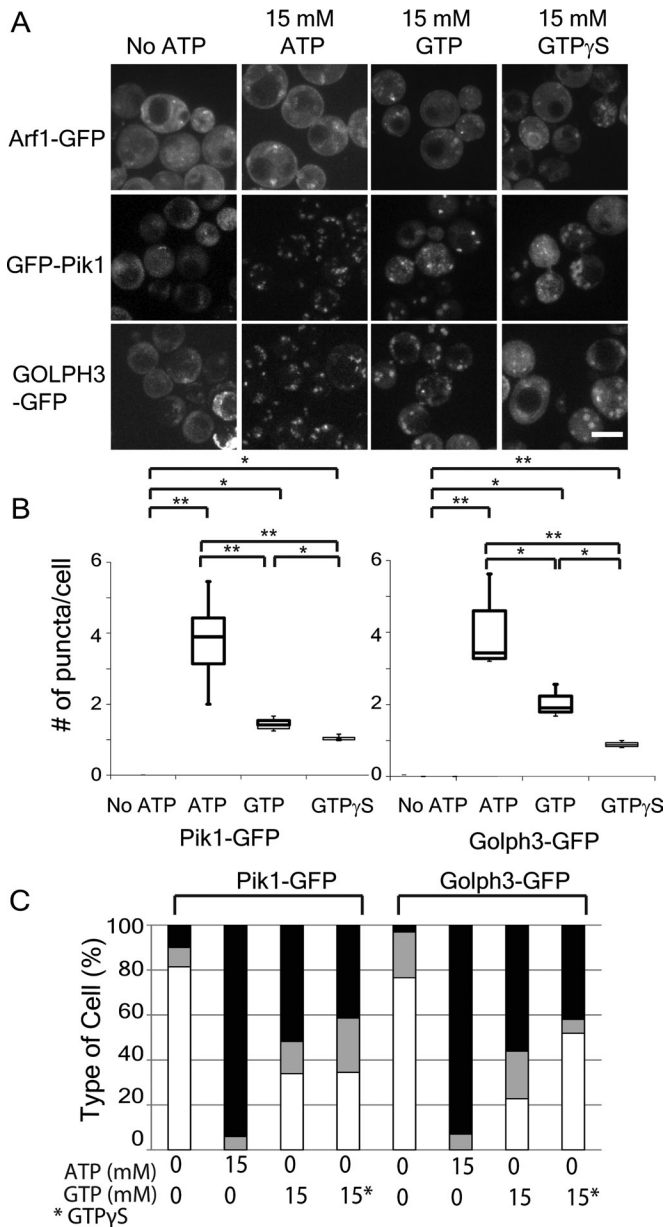 A
No ATP
15 mM
ATP
15 mM
GTP
15 mM
GTPγS
Arf1-GFP
GFP-Pik1
GOLPH3
-GFP
B
* *
* *
** **
** **
** * * *
# of puncta/cell
6 6
4 4
2 2
0 0
No ATP ATP GTP GTPγS No ATP ATP GTP GTPγS
Pik1-GFP Golph3-GFP
C
Pik1-GFP Golph3-GFP
Type of Cell (%)
100
80
60
40
20
0
ATP (mM) 0 15 0 0 0 15 0 0
GTP (mM) 0 0 15 15* 0 0 15 15*
* GTPγS